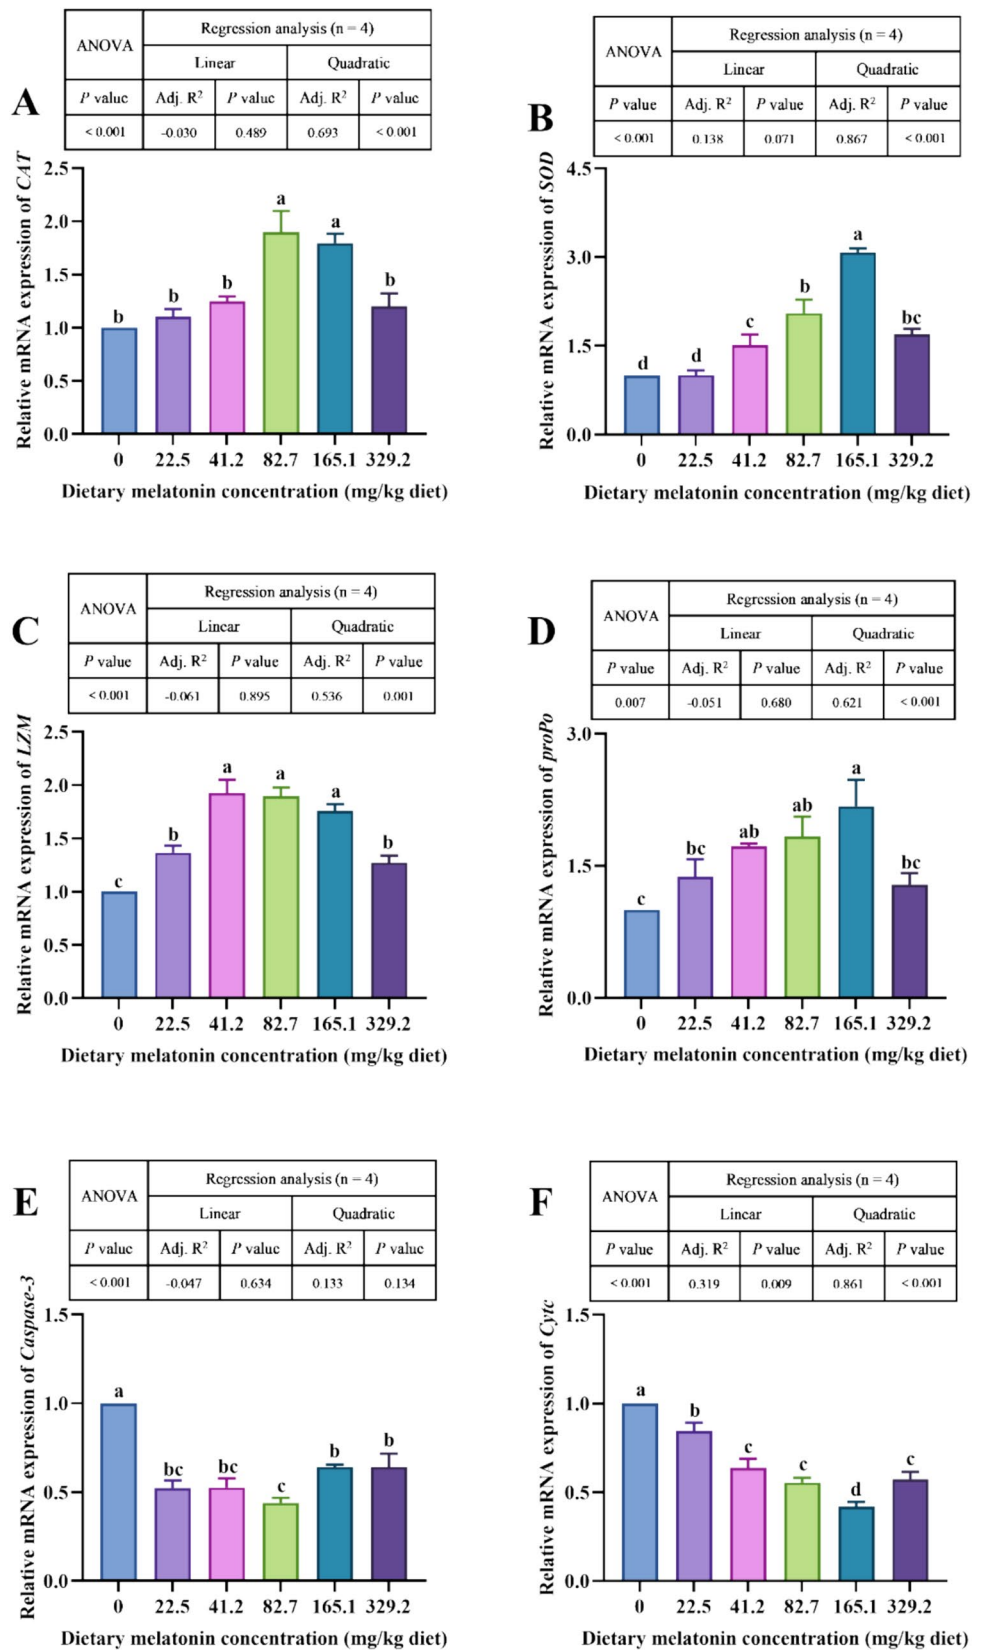 A
ANOVA Regression analysis (n = 4)
Linear Quadratic
P value Adj. R² P value Adj. R² P value
< 0.001 -0.030 0.489 0.693 < 0.001
Relative mRNA expression of CAT
2.5
2.0
1.5
1.0
0.5
0.0
b b b a a b
0 22.5 41.2 82.7 165.1 329.2
Dietary melatonin concentration (mg/kg diet)
B
ANOVA Regression analysis (n = 4)
Linear Quadratic
P value Adj. R² P value Adj. R² P value
< 0.001 0.138 0.071 0.867 < 0.001
Relative mRNA expression of SOD
4.5
3.0
1.5
0.0
d d c b a bc
0 22.5 41.2 82.7 165.1 329.2
Dietary melatonin concentration (mg/kg diet)
C
ANOVA Regression analysis (n = 4)
Linear Quadratic
P value Adj. R² P value Adj. R² P value
< 0.001 -0.061 0.895 0.536 0.001
Relative mRNA expression of LZM
2.5
2.0
1.5
1.0
0.5
0.0
c b a a a b
0 22.5 41.2 82.7 165.1 329.2
Dietary melatonin concentration (mg/kg diet)
D
ANOVA Regression analysis (n = 4)
Linear Quadratic
P value Adj. R² P value Adj. R² P value
0.007 -0.051 0.680 0.621 < 0.001
Relative mRNA expression of proPo
3.0
1.5
0.0
c bc ab ab a bc
0 22.5 41.2 82.7 165.1 329.2
Dietary melatonin concentration (mg/kg diet)
E
ANOVA Regression analysis (n = 4)
Linear Quadratic
P value Adj. R² P value Adj. R² P value
< 0.001 -0.047 0.634 0.133 0.134
Relative mRNA expression of Caspase-3
1.5
1.0
0.5
0.0
a bc bc c b b
0 22.5 41.2 82.7 165.1 329.2
Dietary melatonin concentration (mg/kg diet)
F
ANOVA Regression analysis (n = 4)
Linear Quadratic
P value Adj. R² P value Adj. R² P value
< 0.001 0.319 0.009 0.861 < 0.001
Relative mRNA expression of Cytc
1.5
1.0
0.5
0.0
a b c c d c
0 22.5 41.2 82.7 165.1 329.2
Dietary melatonin concentration (mg/kg diet)